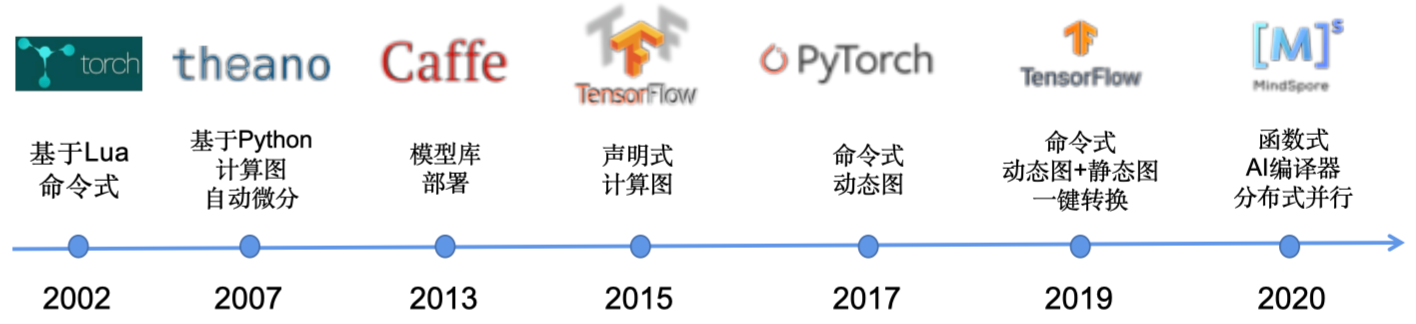 torch
基于Lua
命令式
2002
theano
基于Python
计算图
自动微分
2007
Caffe
模型库
部署
2013
TensorFlow
声明式
计算图
2015
PyTorch
命令式
动态图
2017
TensorFlow
命令式
动态图+静态图
一键转换
2019
[M]s
MindSpore
函数式
AI编译器
分布式并行
2020